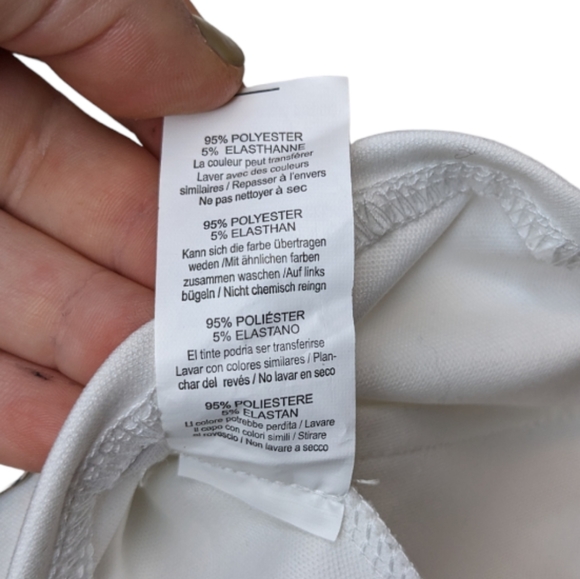 95% POLYESTER
5% ELASTHANNE
La couleur peut transférer
Laver avec des couleurs
similaires / Repasser à l'envers
Ne pas nettoyer à sec
95% POLYESTER
5% ELASTHAN
Kann sich die farbe übertragen
weden /Mit ähnlichen farben
zusammen waschen /Auf links
bügeln / Nicht chemisch reingn
95% POLIÉSTER
5% ELASTANO
El tinte podria ser transferirse
Lavar con colores similares / Plan-
char del revés / No lavar en seco
95% POLIESTERE
5% ELASTAN
Ll colore potrebbe perdita / Lavare
Il capo con colori simili / Stirare
al rovescio / Non lavare a secco